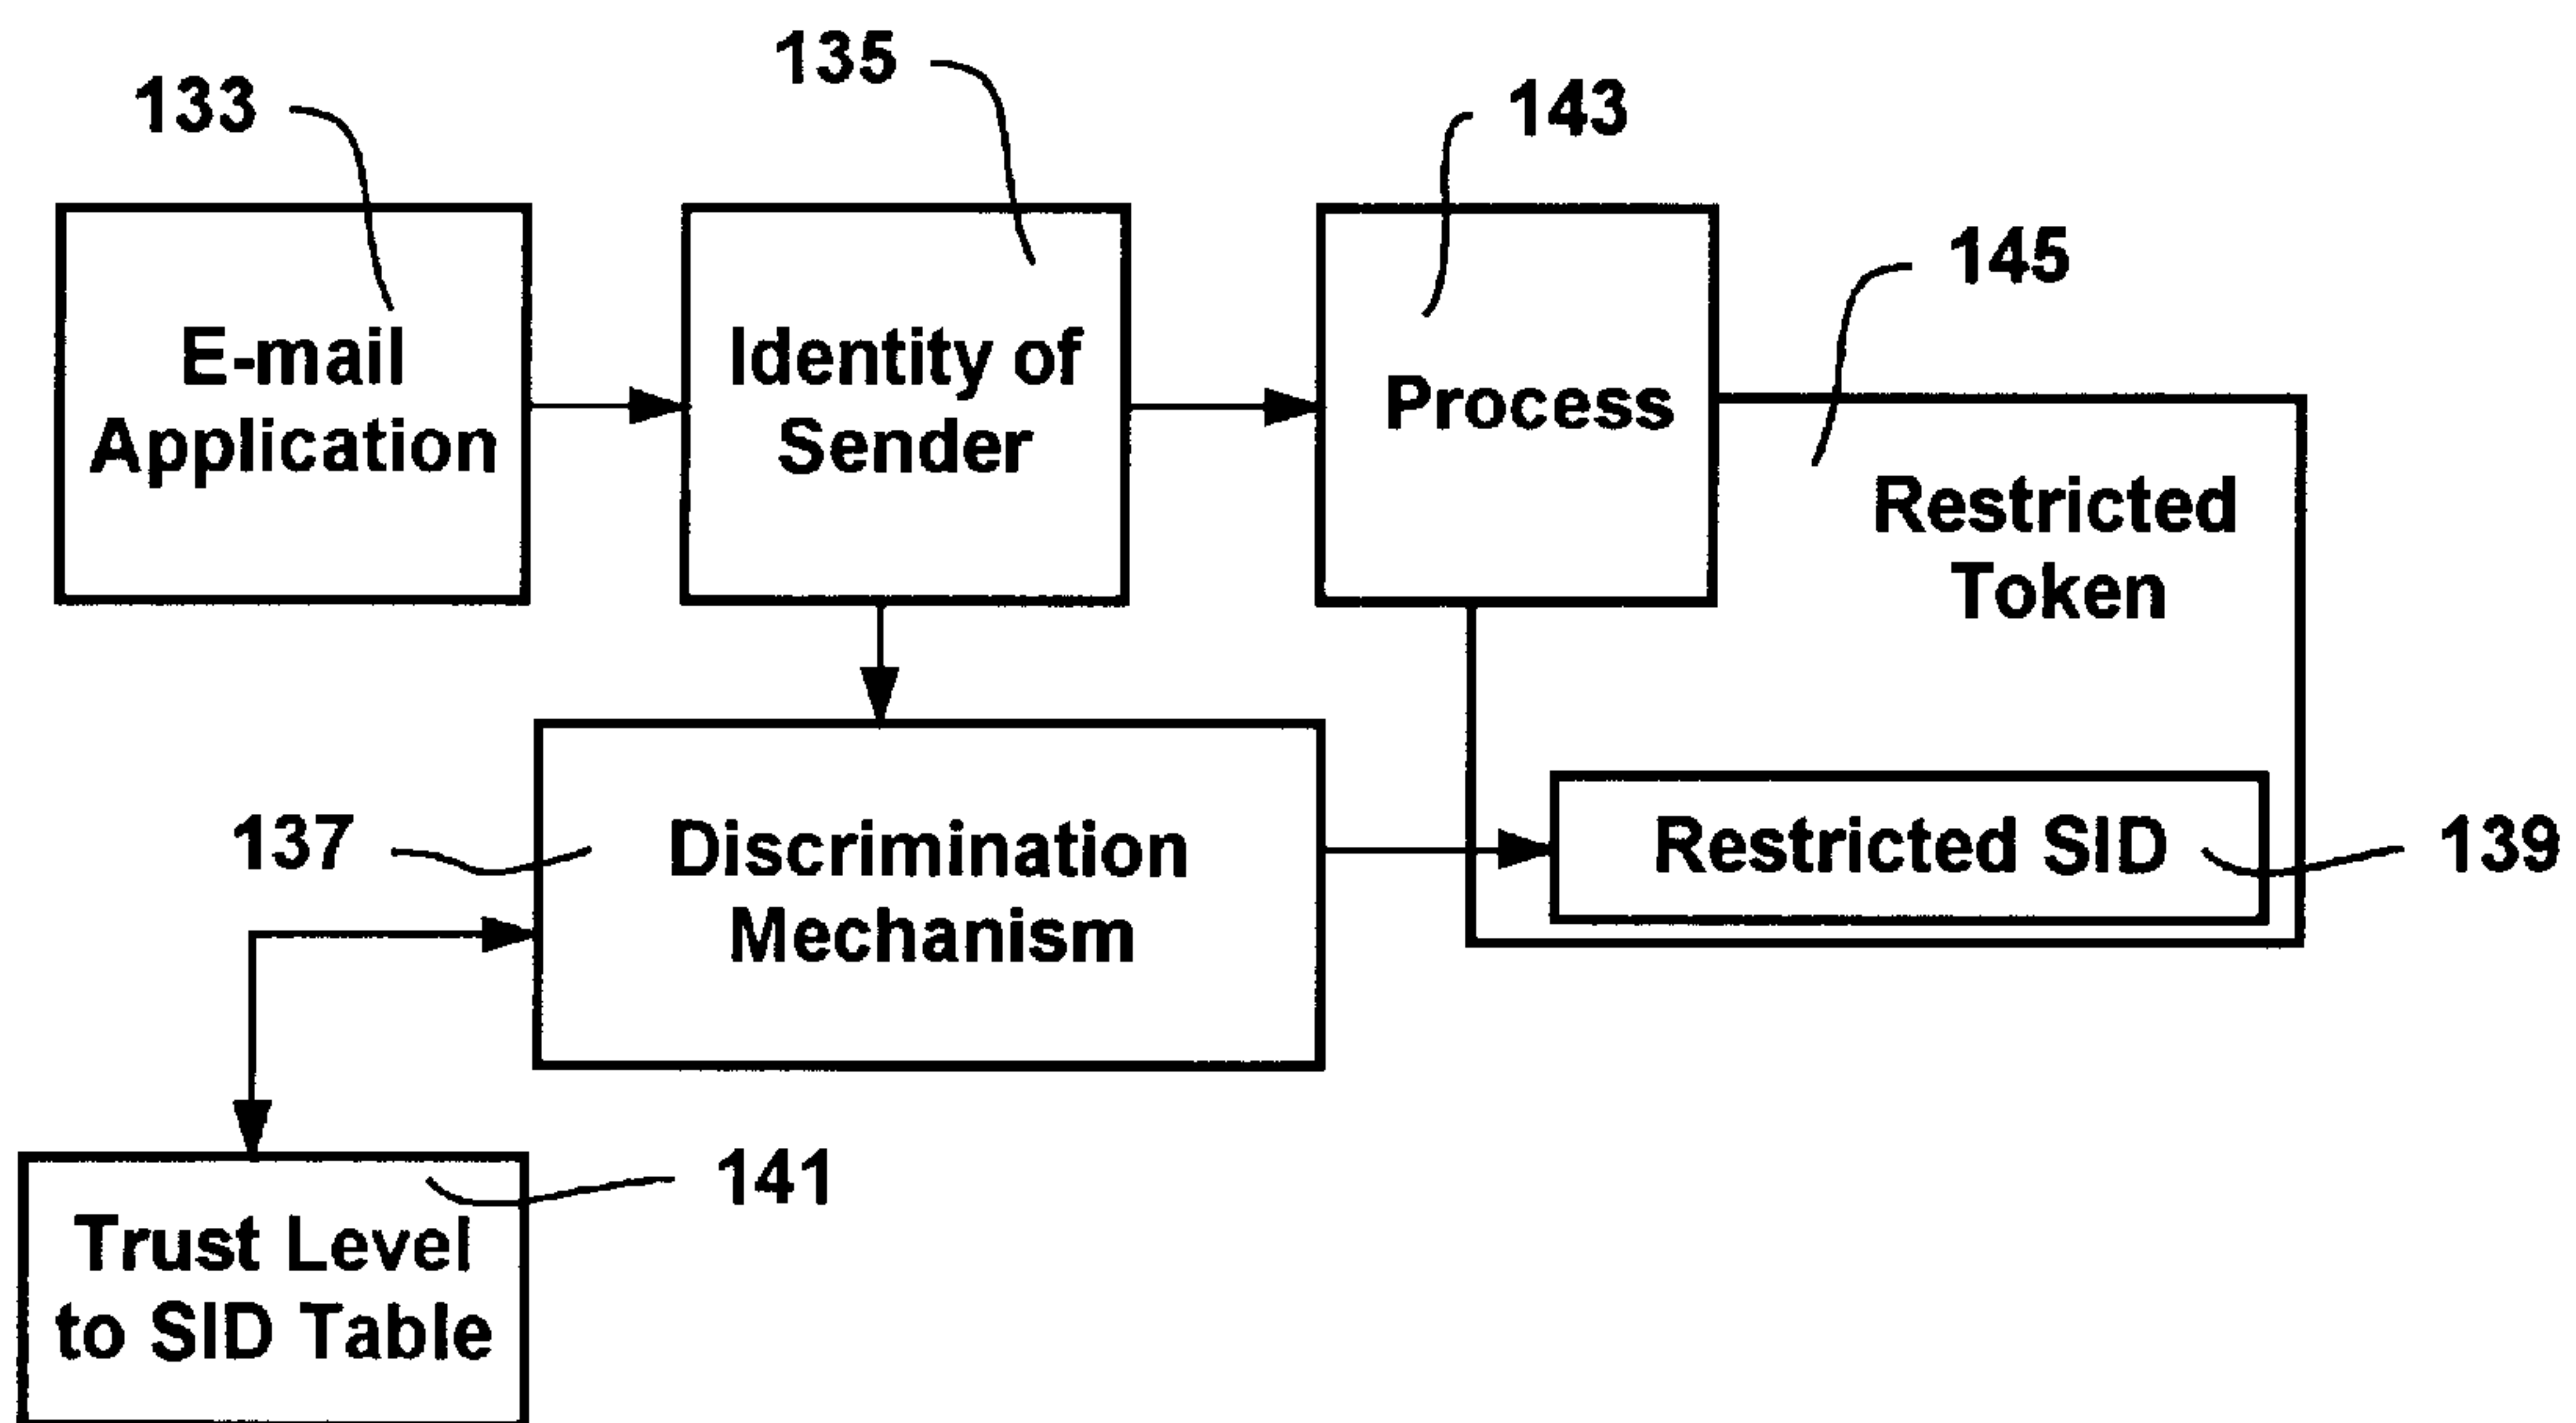 135
133
143
145
E-mail
Application
Identity of
Sender
Process
Restricted
Token
137
Discrimination
Mechanism
Restricted SID
139
141
Trust Level
to SID Table